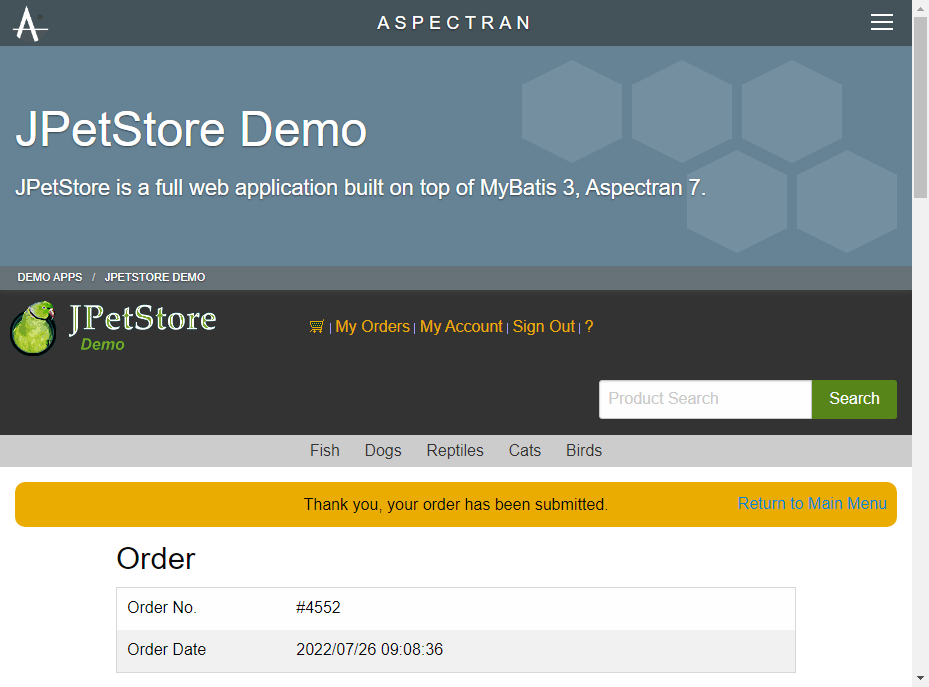 ASPECTRAN
JPetStore Demo
JPetStore is a full web application built on top of MyBatis 3, Aspectran 7.
DEMO APPS / JPETSTORE DEMO
JPetStore
Demo
| My Orders | My Account | Sign Out | ?
Product Search Search
Fish Dogs Reptiles Cats Birds
Thank you, your order has been submitted. Return to Main Menu
Order
Order No. #4552
Order Date 2022/07/26 09:08:36